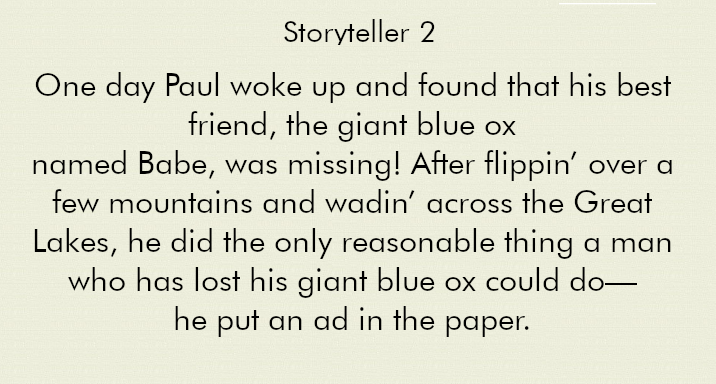 Storyteller 2
One day Paul woke up and found that his best
friend, the giant blue ox
named Babe, was missing! After flippin’ over a
few mountains and wadin’ across the Great
Lakes, he did the only reasonable thing a man
who has lost his giant blue ox could do—
he put an ad in the paper.